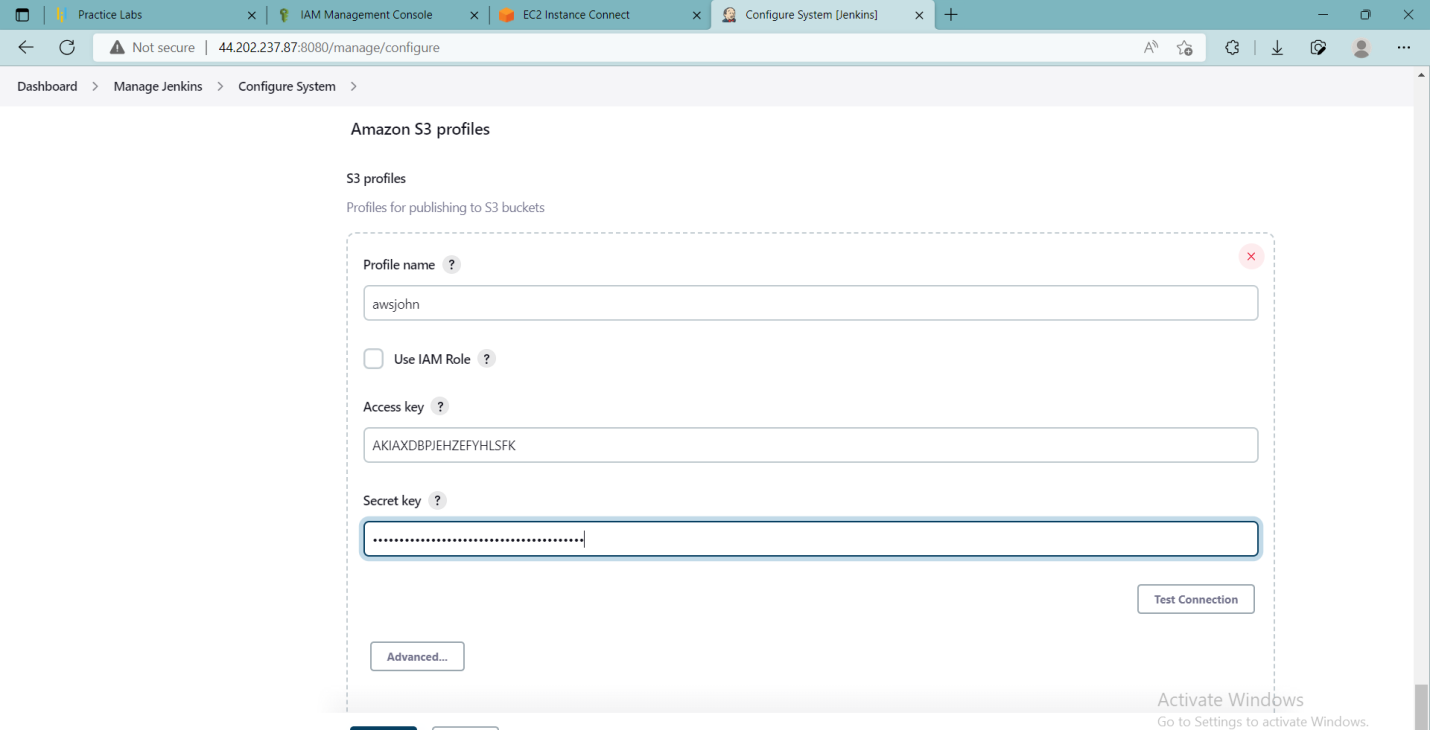 Practice Labs
IAM Management Console
EC2 Instance Connect
Configure System [Jenkins]
Not secure
44.202.237.87:8080/manage/configure
Dashboard
Manage Jenkins
Configure System
Amazon S3 profiles
S3 profiles
Profiles for publishing to S3 buckets
Profile name ?
awsjohn
Use IAM Role ?
Access key ?
AKIAXDBPJEHZEFYHLSFK
Secret key ?
Test Connection
Advanced...
Activate Windows
Go to Settings to activate Windows.